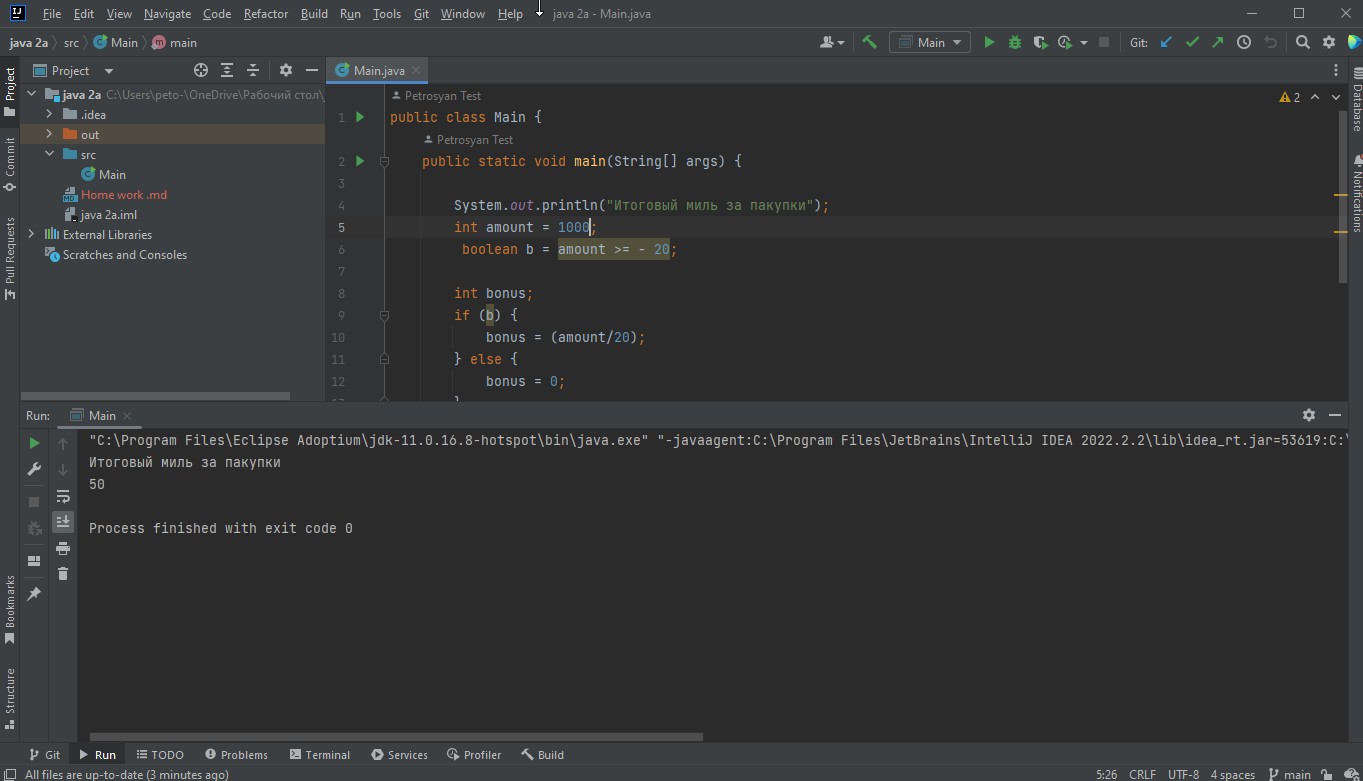 File Edit View Navigate Code Refactor Build Run Tools Git Window Help java 2a - Main.java
java 2a src Main main Main Git:
Project
Main.java
java 2a C:\Users\peto-\OneDrive\Рабочий стол\
.idea
out
src
Main
Home work .md
java 2a.iml
External Libraries
Scratches and Consoles
Petrosyan Test
2
1 public class Main {
Petrosyan Test
2 public static void main(String[] args) {
3
4 System.out.println("Итоговый миль за пакупки");
5 int amount = 1000;
6 boolean b = amount >= - 20;
7
8 int bonus;
9 if (b) {
10 bonus = (amount/20);
11 } else {
12 bonus = 0;
Run: Main
"C:\Program Files\Eclipse Adoptium\jdk-11.0.16.8-hotspot\bin\java.exe" "-javaagent:C:\Program Files\JetBrains\IntelliJ IDEA 2022.2.2\lib\idea_rt.jar=53619:C:\
Итоговый миль за пакупки
50
Process finished with exit code 0
Project
Commit
Pull Requests
Bookmarks
Structure
Database
Notifications
Git Run TODO Problems Terminal Services Profiler Build
All files are up-to-date (3 minutes ago) 5:26 CRLF UTF-8 4 spaces main